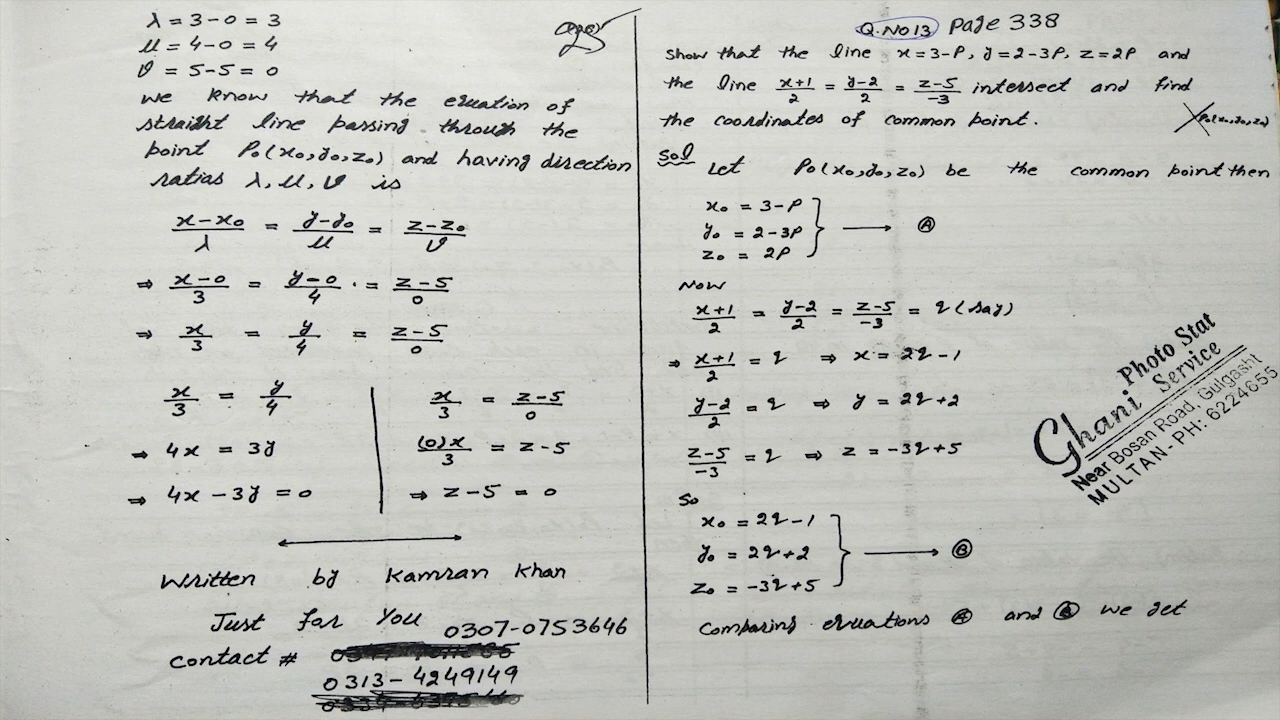 λ = 3-0 = 3
μ = 4-0 = 4
ϑ = 5-5 = 0
We know that the equation of
straight line passing through the
point P₀(x₀,y₀,z₀) and having direction
ratias λ, μ, ϑ is
(x-x₀)/λ = (y-y₀)/μ = (z-z₀)/ϑ
⇒ (x-0)/3 = (y-0)/4 = (z-5)/0
⇒ x/3 = y/4 = (z-5)/0
x/3 = y/4
⇒ 4x = 3y
⇒ 4x-3y = 0
x/3 = (z-5)/0
(0)x/3 = z-5
⇒ z-5 = 0
Written by Kamran Khan
Just for You
0307-0753646
Contact #
0313-4249149
Q.No13 Page 338
Show that the line x=3-P, y=2-3P, z=2P and
the line (x+1)/2 = (y-2)/2 = (z-5)/-3 intersect and find
the coordinates of common point.
P₀(x₀,y₀,z₀)
Sol
Let P₀(x₀,y₀,z₀) be the common point then
x₀ = 3-P
y₀ = 2-3P
z₀ = 2P
→ Ⓐ
Now
(x+1)/2 = (y-2)/2 = (z-5)/-3 = q (say)
⇒ (x+1)/2 = q ⇒ x = 2q-1
(y-2)/2 = q ⇒ y = 2q+2
(z-5)/-3 = q ⇒ z = -3q+5
So
x₀ = 2q-1
y₀ = 2q+2
z₀ = -3q+5
→ Ⓑ
Comparing equations Ⓐ and Ⓑ we get
Ghani Photo Stat
Service
Near Bosan Road, Gulgasht
MULTAN-PH: 6224655